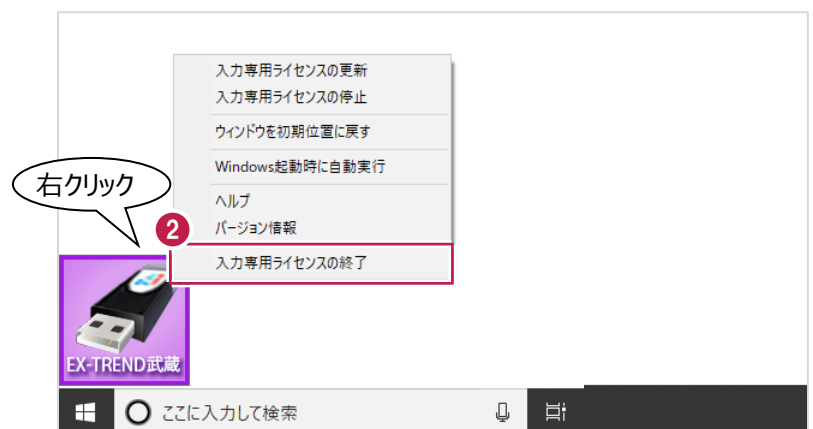 入力専用ライセンスの更新
入力専用ライセンスの停止
ウィンドウを初期位置に戻す
Windows起動時に自動実行
ヘルプ
バージョン情報
入力専用ライセンスの終了
右クリック
2
EX-TREND武蔵
ここに入力して検索